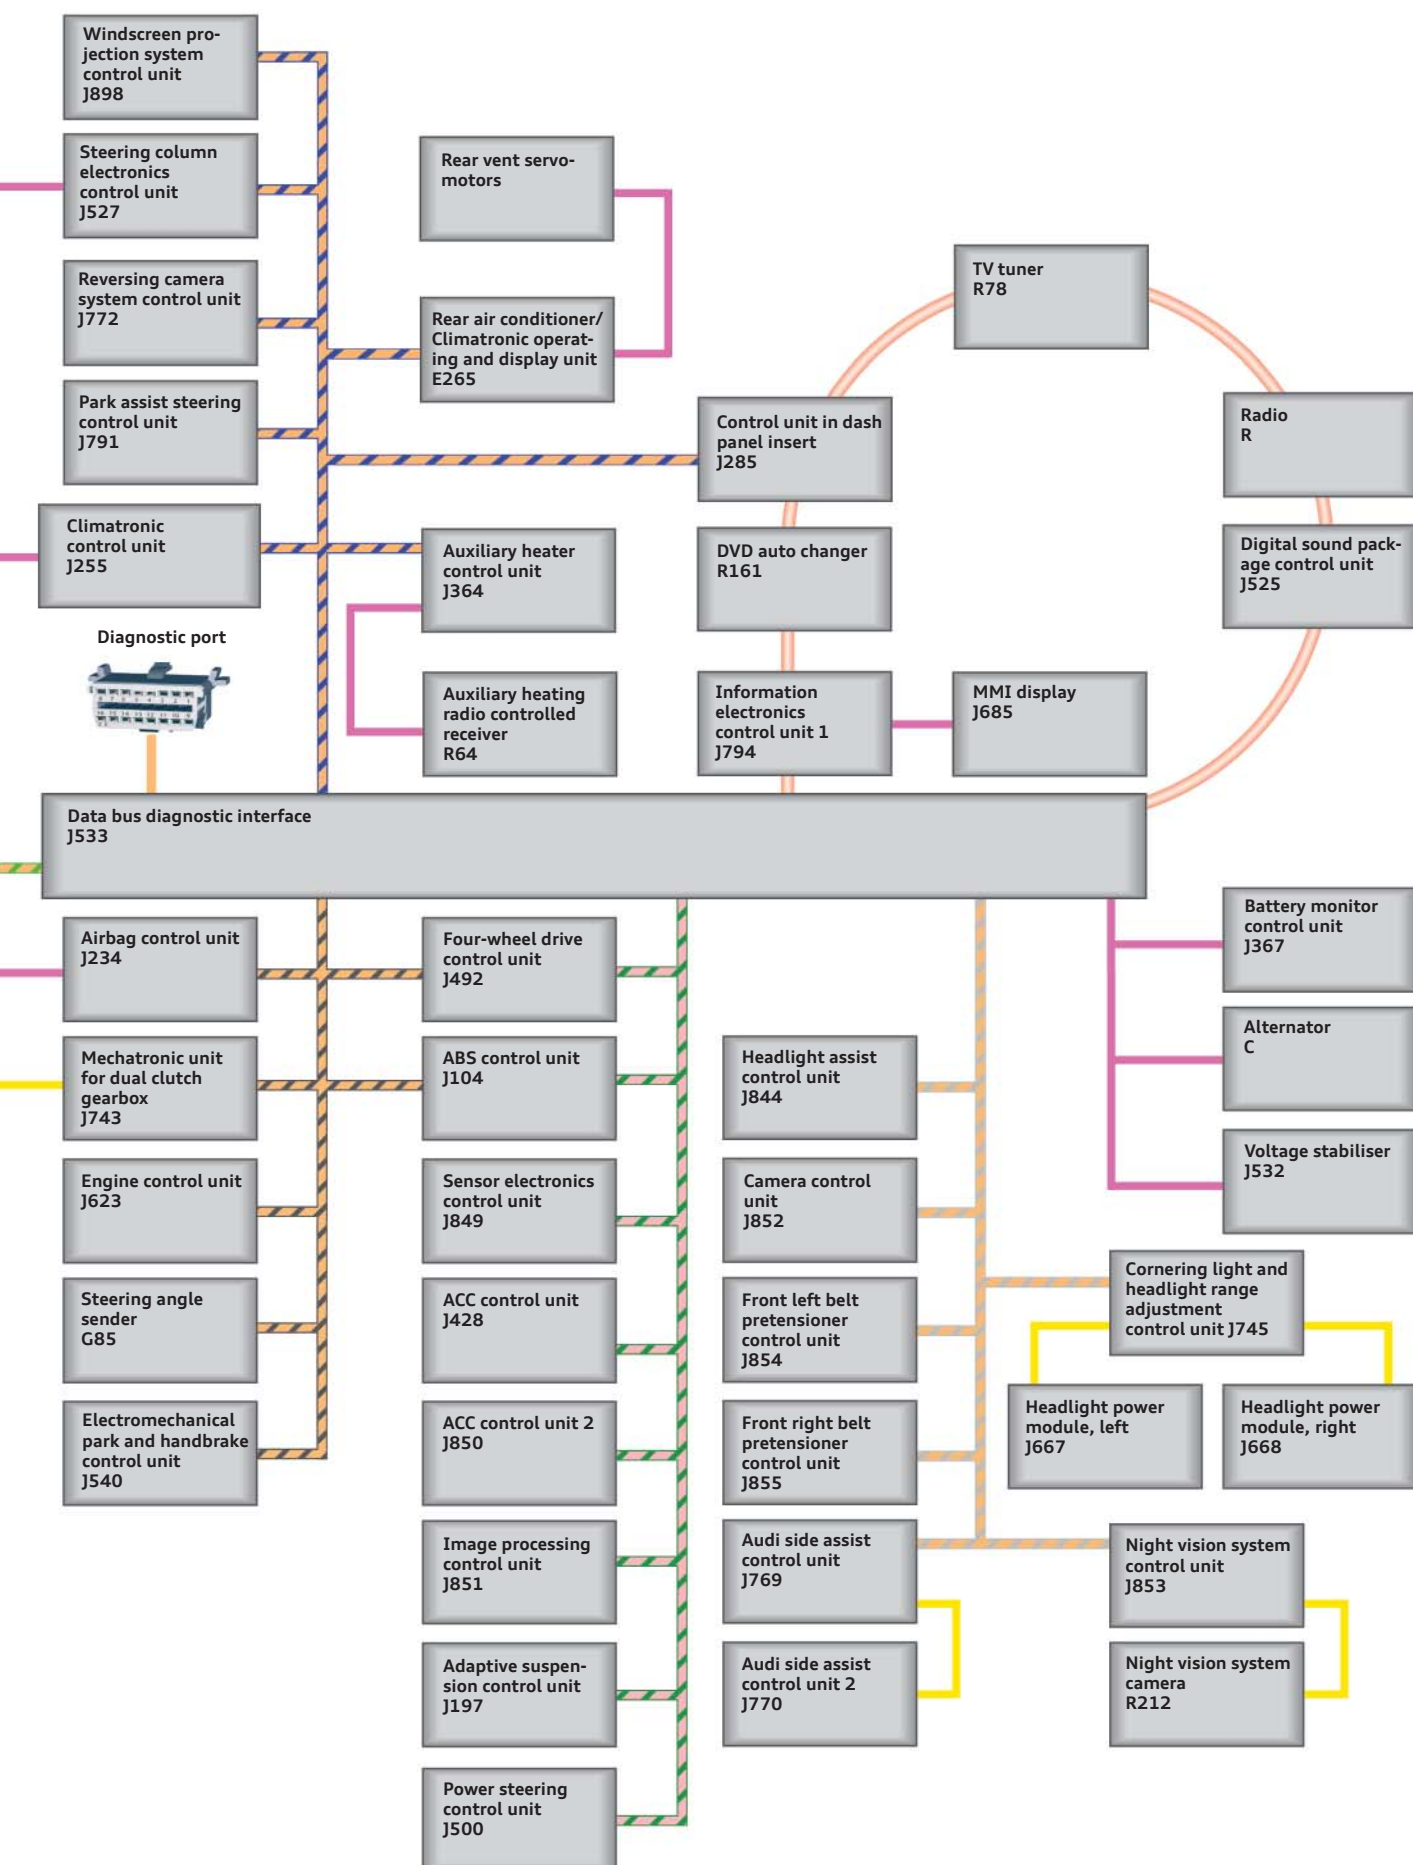 Windscreen pro-
jection system
control unit
J898
Steering column
electronics
control unit
J527
Reversing camera
system control unit
J772
Park assist steering
control unit
J791
Climatronic
control unit
J255
Diagnostic port
Rear vent servo-
motors
Rear air conditioner/
Climatronic operat-
ing and display unit
E265
Auxiliary heater
control unit
J364
Auxiliary heating
radio controlled
receiver
R64
TV tuner
R78
Control unit in dash
panel insert
J285
DVD auto changer
R161
Information
electronics
control unit 1
J794
MMI display
J685
Radio
R
Digital sound pack-
age control unit
J525
Data bus diagnostic interface
J533
Airbag control unit
J234
Mechatronic unit
for dual clutch
gearbox
J743
Engine control unit
J623
Steering angle
sender
G85
Electromechanical
park and handbrake
control unit
J540
Four-wheel drive
control unit
J492
ABS control unit
J104
Sensor electronics
control unit
J849
ACC control unit
J428
ACC control unit 2
J850
Image processing
control unit
J851
Adaptive suspen-
sion control unit
J197
Power steering
control unit
J500
Headlight assist
control unit
J844
Camera control
unit
J852
Front left belt
pretensioner
control unit
J854
Front right belt
pretensioner
control unit
J855
Audi side assist
control unit
J769
Audi side assist
control unit 2
J770
Battery monitor
control unit
J367
Alternator
C
Voltage stabiliser
J532
Cornering light and
headlight range
adjustment
control unit J745
Headlight power
module, left
J667
Headlight power
module, right
J668
Night vision system
control unit
J853
Night vision system
camera
R212